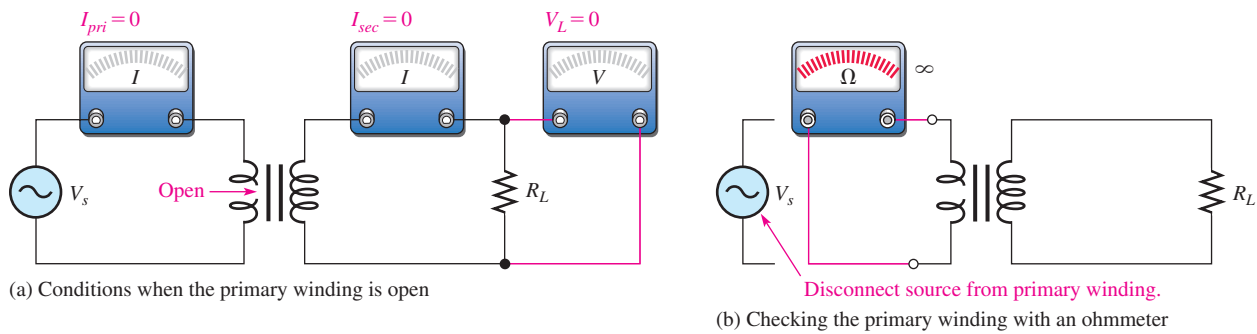 I_pri = 0
I_sec = 0
V_L = 0
I
I
V
Ω
∞
V_s
Open
R_L
V_s
R_L
Disconnect source from primary winding.
(a) Conditions when the primary winding is open
(b) Checking the primary winding with an ohmmeter